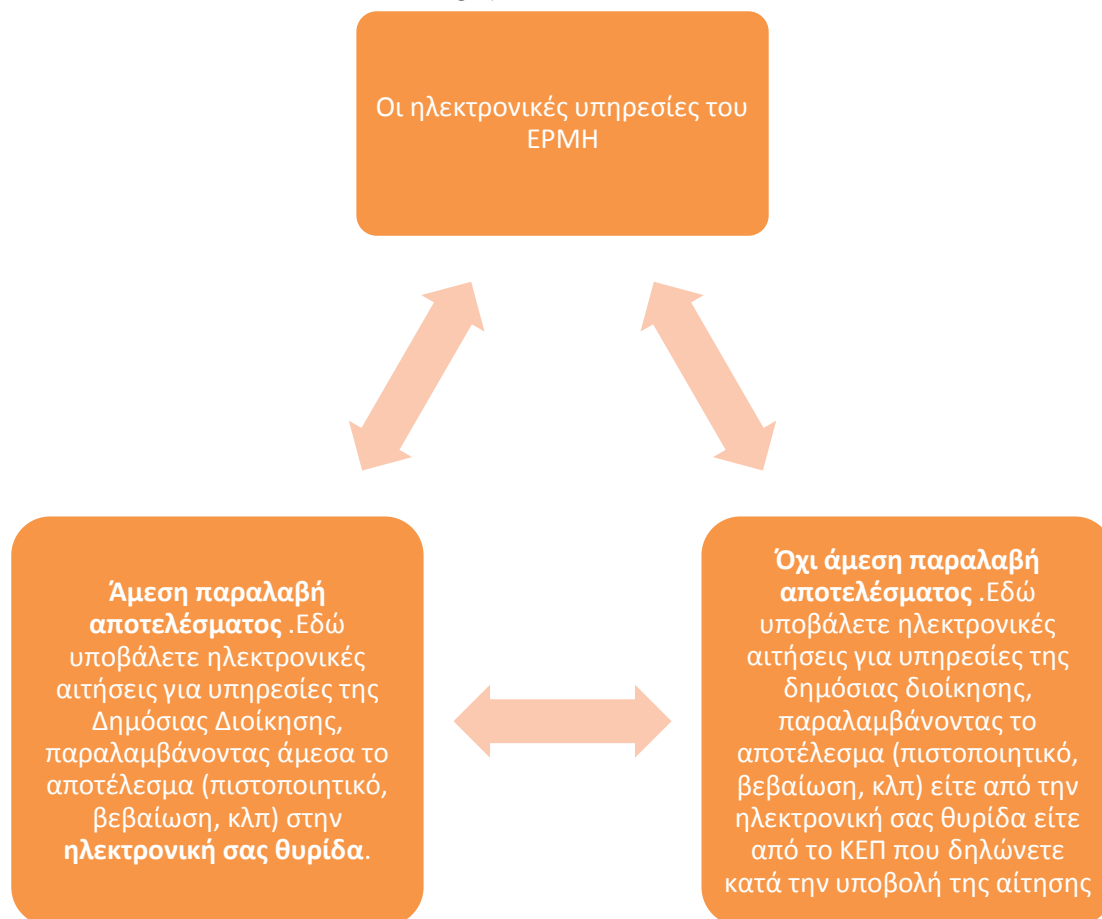 Οι ηλεκτρονικές υπηρεσίες του
ΕΡΜΗ
Άμεση παραλαβή
αποτελέσματος .Εδώ
υποβάλετε ηλεκτρονικές
αιτήσεις για υπηρεσίες της
Δημόσιας Διοίκησης,
παραλαμβάνοντας άμεσα το
αποτέλεσμα (πιστοποιητικό,
βεβαίωση, κλπ) στην
ηλεκτρονική σας θυρίδα.
Όχι άμεση παραλαβή
αποτελέσματος .Εδώ
υποβάλετε ηλεκτρονικές
αιτήσεις για υπηρεσίες της
δημόσιας διοίκησης,
παραλαμβάνοντας το
αποτέλεσμα (πιστοποιητικό,
βεβαίωση, κλπ) είτε από την
ηλεκτρονική σας θυρίδα είτε
από το ΚΕΠ που δηλώνετε
κατά την υποβολή της αίτησης